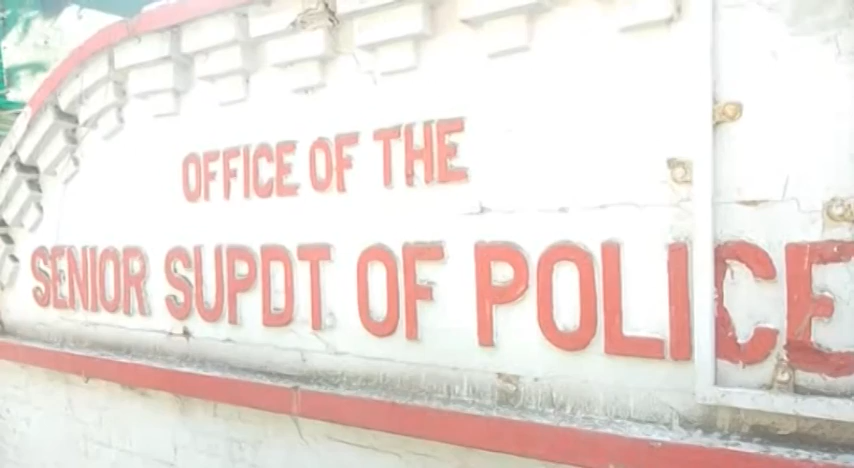 OFFICE OF THE
SENIOR SUPDT OF POLICE